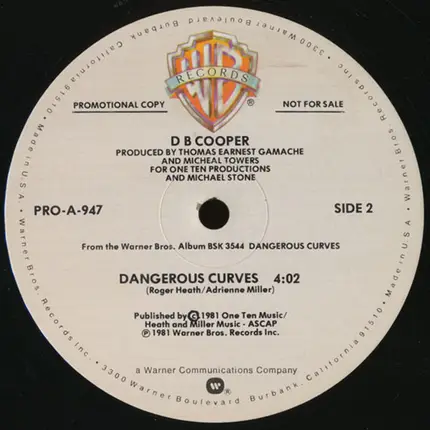 Made in U.S.A. • Warner Bros. Records Inc. • 3300 Warner Boulevard Burbank, California 91510 •
WB
RECORDS
®
PROMOTIONAL COPY
NOT FOR SALE
D B COOPER
PRODUCED BY THOMAS EARNEST GAMACHE
AND MICHEAL TOWERS
FOR ONE TEN PRODUCTIONS
AND MICHAEL STONE
PRO-A-947
SIDE 2
From the Warner Bros. Album BSK 3544 DANGEROUS CURVES
DANGEROUS CURVES 4:02
(Roger Heath/Adrienne Miller)
Published by © 1981 One Ten Music/
Heath and Miller Music - ASCAP
℗ 1981 Warner Bros. Records Inc.
a Warner Communications Company
®
Made in U.S.A. • Warner Bros. Records Inc. • 3300 Warner Boulevard, Burbank, California 91510 •